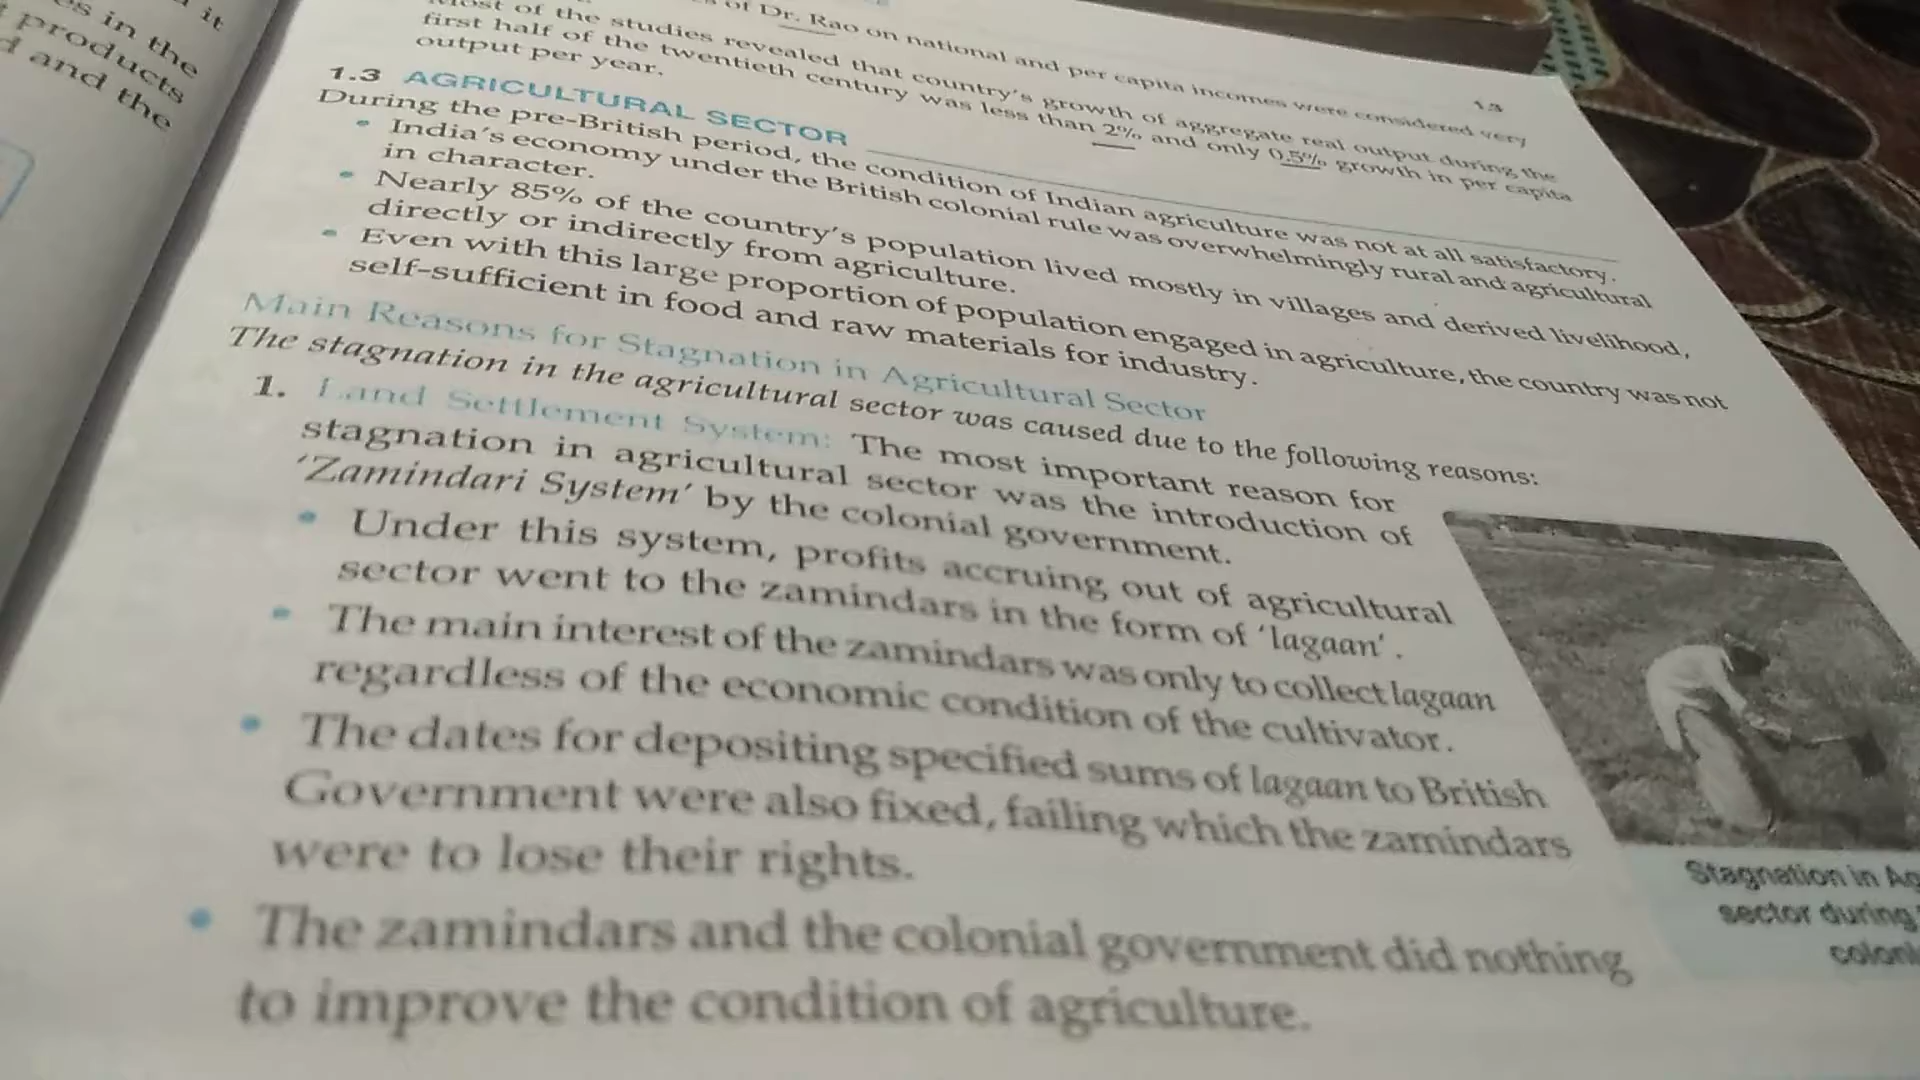 it
es in the
products
and the
of Dr. Rao on national and per capita incomes were considered very
1.3
Most of the studies revealed that country's growth of aggregate real output during the
first half of the twentieth century was less than 2% and only 0.5% growth in per capita
output per year.
1.3 AGRICULTURAL SECTOR
During the pre-British period, the condition of Indian agriculture was not at all satisfactory.
• India's economy under the British colonial rule was overwhelmingly rural and agricultural
in character.
• Nearly 85% of the country's population lived mostly in villages and derived livelihood,
directly or indirectly from agriculture.
• Even with this large proportion of population engaged in agriculture, the country was not
self-sufficient in food and raw materials for industry.
Main Reasons for Stagnation in Agricultural Sector
The stagnation in the agricultural sector was caused due to the following reasons:
1. Land Settlement System: The most important reason for
stagnation in agricultural sector was the introduction of
'Zamindari System' by the colonial government.
• Under this system, profits accruing out of agricultural
sector went to the zamindars in the form of 'lagaan'.
• The main interest of the zamindars was only to collect lagaan
regardless of the economic condition of the cultivator.
• The dates for depositing specified sums of lagaan to British
Government were also fixed, failing which the zamindars
were to lose their rights.
• The zamindars and the colonial government did nothing
to improve the condition of agriculture.
Stagnation in Ag
sector during
coloni